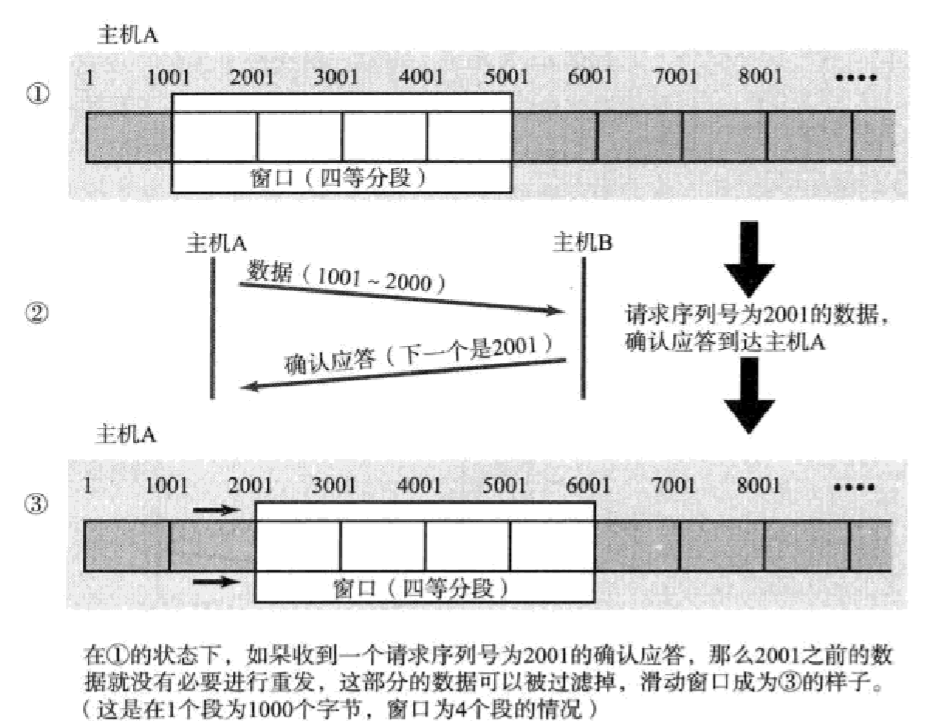 主机A
1 1001 2001 3001 4001 5001 6001 7001 8001 ••••
①
窗口（四等分段）
主机A 主机B
数据（1001～2000）
②
请求序列号为2001的数据，
确认应答到达主机A
确认应答（下一个是2001）
主机A
1 1001 2001 3001 4001 5001 6001 7001 8001 ••••
③
窗口（四等分段）
在①的状态下，如果收到一个请求序列号为2001的确认应答，那么2001之前的数
据就没有必要进行重发，这部分的数据可以被过滤掉，滑动窗口成为③的样子。
（这是在1个段为1000个字节，窗口为4个段的情况）